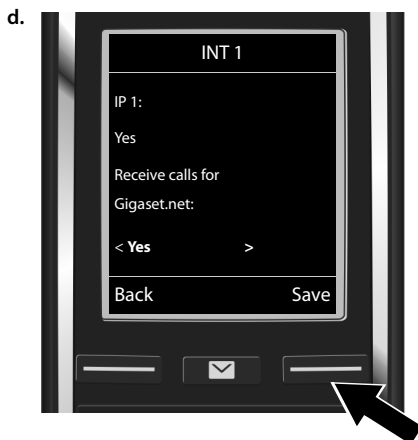 d.
INT 1
IP 1:
Yes
Receive calls for
Gigaset.net:
< Yes >
Back Save